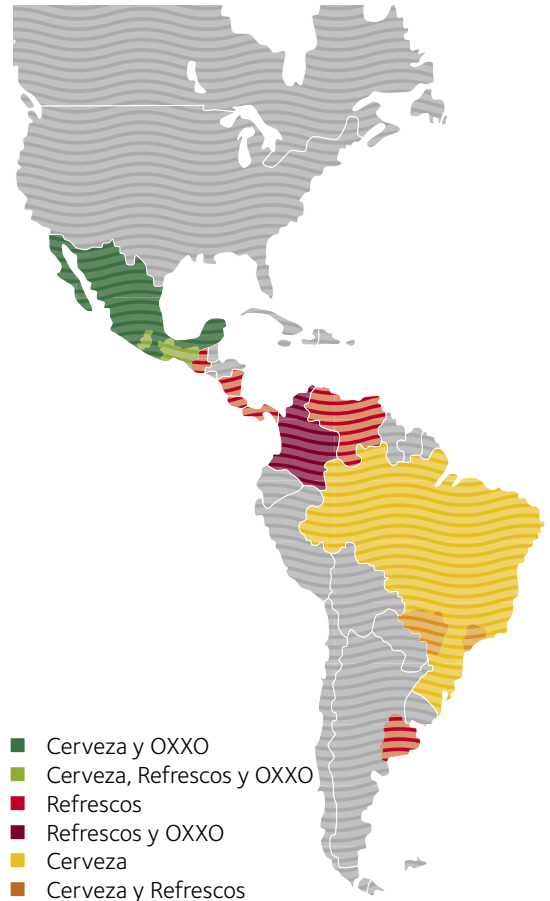 Cerveza y OXXO
Cerveza, Refrescos y OXXO
Refrescos
Refrescos y OXXO
Cerveza
Cerveza y Refrescos